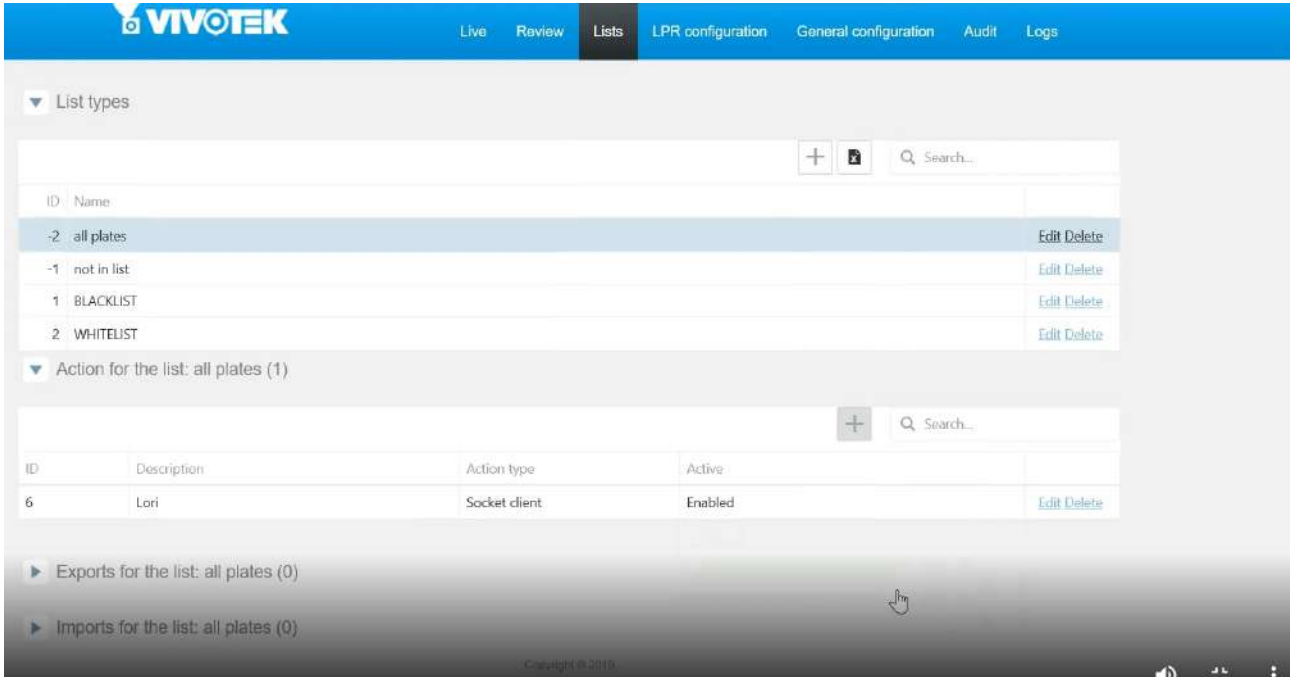 VIVOTEK Live Review Lists LPR configuration General configuration Audit Logs
List types
Search...
ID Name
-2 all plates Edit Delete
-1 not in list Edit Delete
1 BLACKLIST Edit Delete
2 WHITELIST Edit Delete
Action for the list: all plates (1)
Search...
ID Description Action type Active
6 Lori Socket client Enabled Edit Delete
Exports for the list: all plates (0)
Imports for the list: all plates (0)
Copyright © 2019